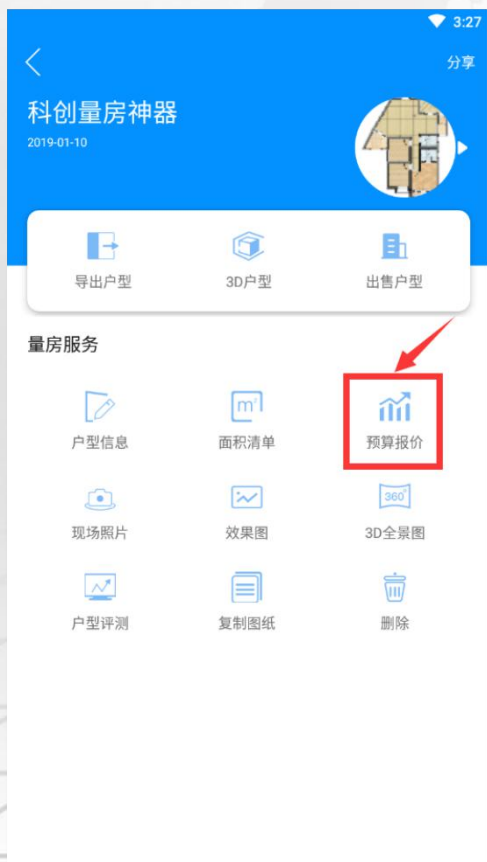 3:27
分享
科创量房神器
2019-01-10
导出户型
3D户型
出售户型
量房服务
m²
户型信息
面积清单
预算报价
360°
现场照片
效果图
3D全景图
户型评测
复制图纸
删除